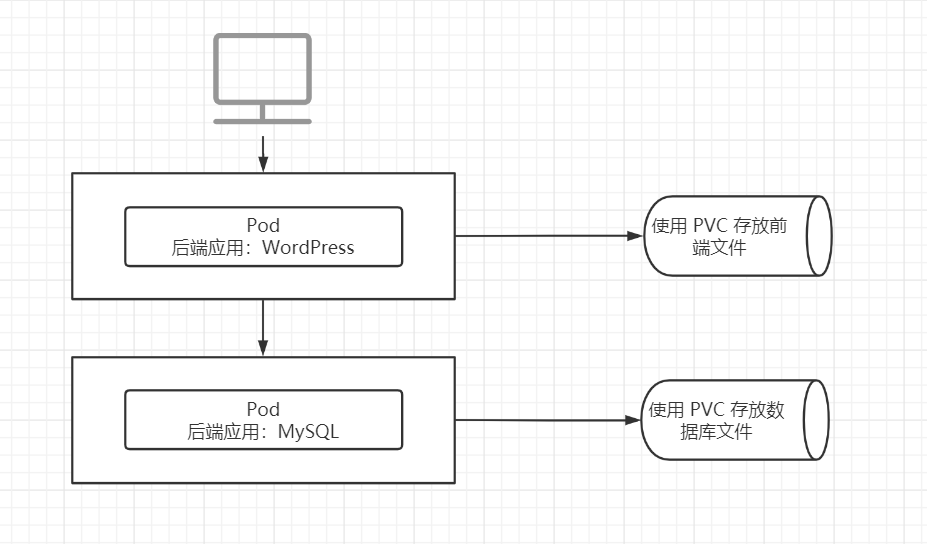 Pod
后端应用：WordPress
使用 PVC 存放前
端文件
Pod
后端应用：MySQL
使用 PVC 存放数
据库文件